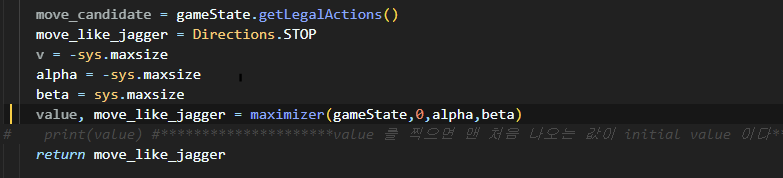 move_candidate = gameState.getLegalActions()
move_like_jagger = Directions.STOP
v = -sys.maxsize
alpha = -sys.maxsize
beta = sys.maxsize
value, move_like_jagger = maximizer(gameState,0,alpha,beta)
# print(value) #*********************value 를 찍으면 맨 처음 나오는 값이 initial value 이다**
return move_like_jagger